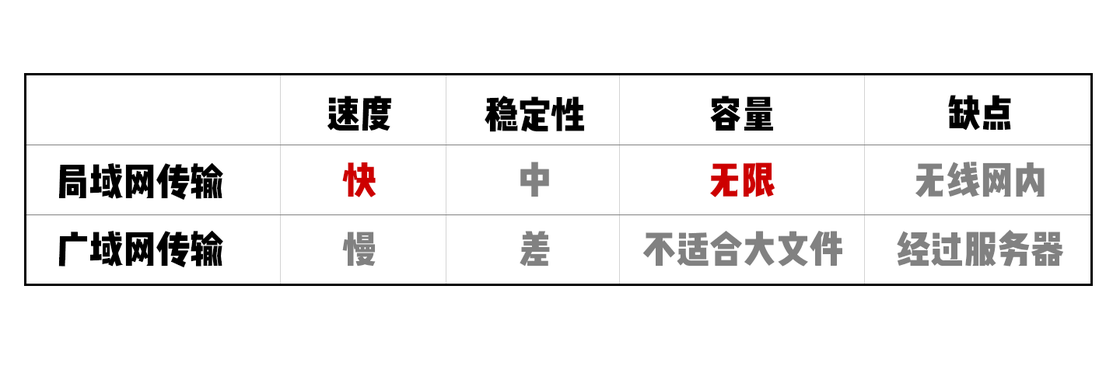 速度 稳定性 容量 缺点
局域网传输 快 中 无限 无线网内
广域网传输 慢 差 不适合大文件 经过服务器